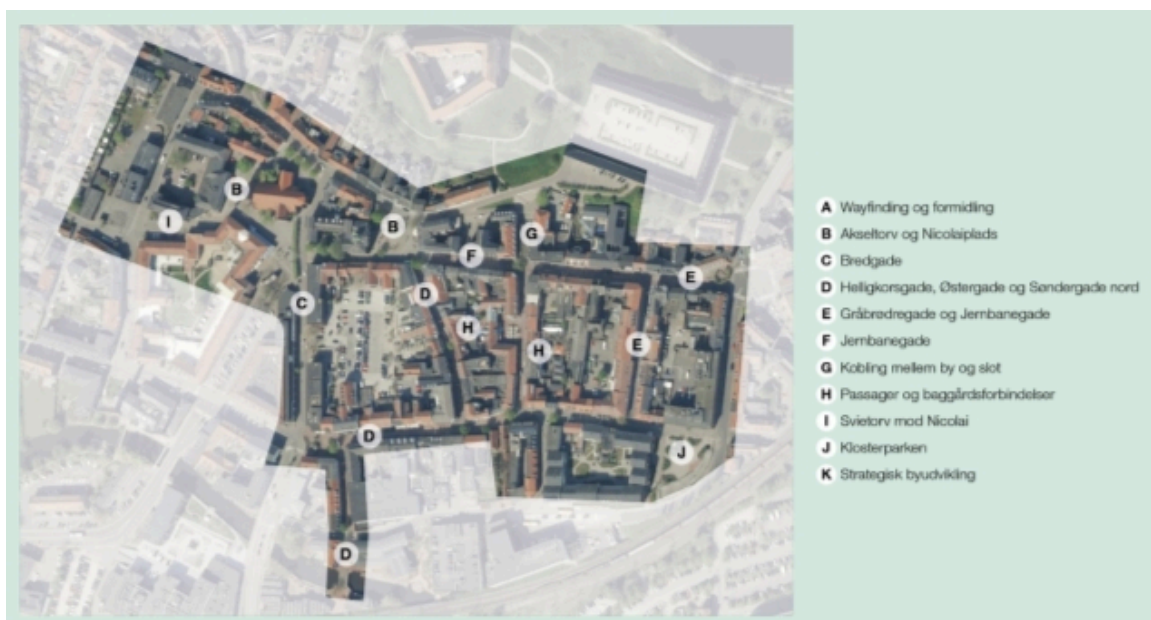 B
I
B
G
F
E
D
C
H
H
E
D
J
D
A Wayfinding og formidling
B Akseltorv og Nicolaiplads
C Bredgade
D Helligkorsgade, Østergade og Søndergade nord
E Gråbrødregade og Jernbanegade
F Jernbanegade
G Kobling mellem by og slot
H Passager og baggårdsforbindelser
I Svietorv mod Nicolai
J Klosterparken
K Strategisk byudvikling